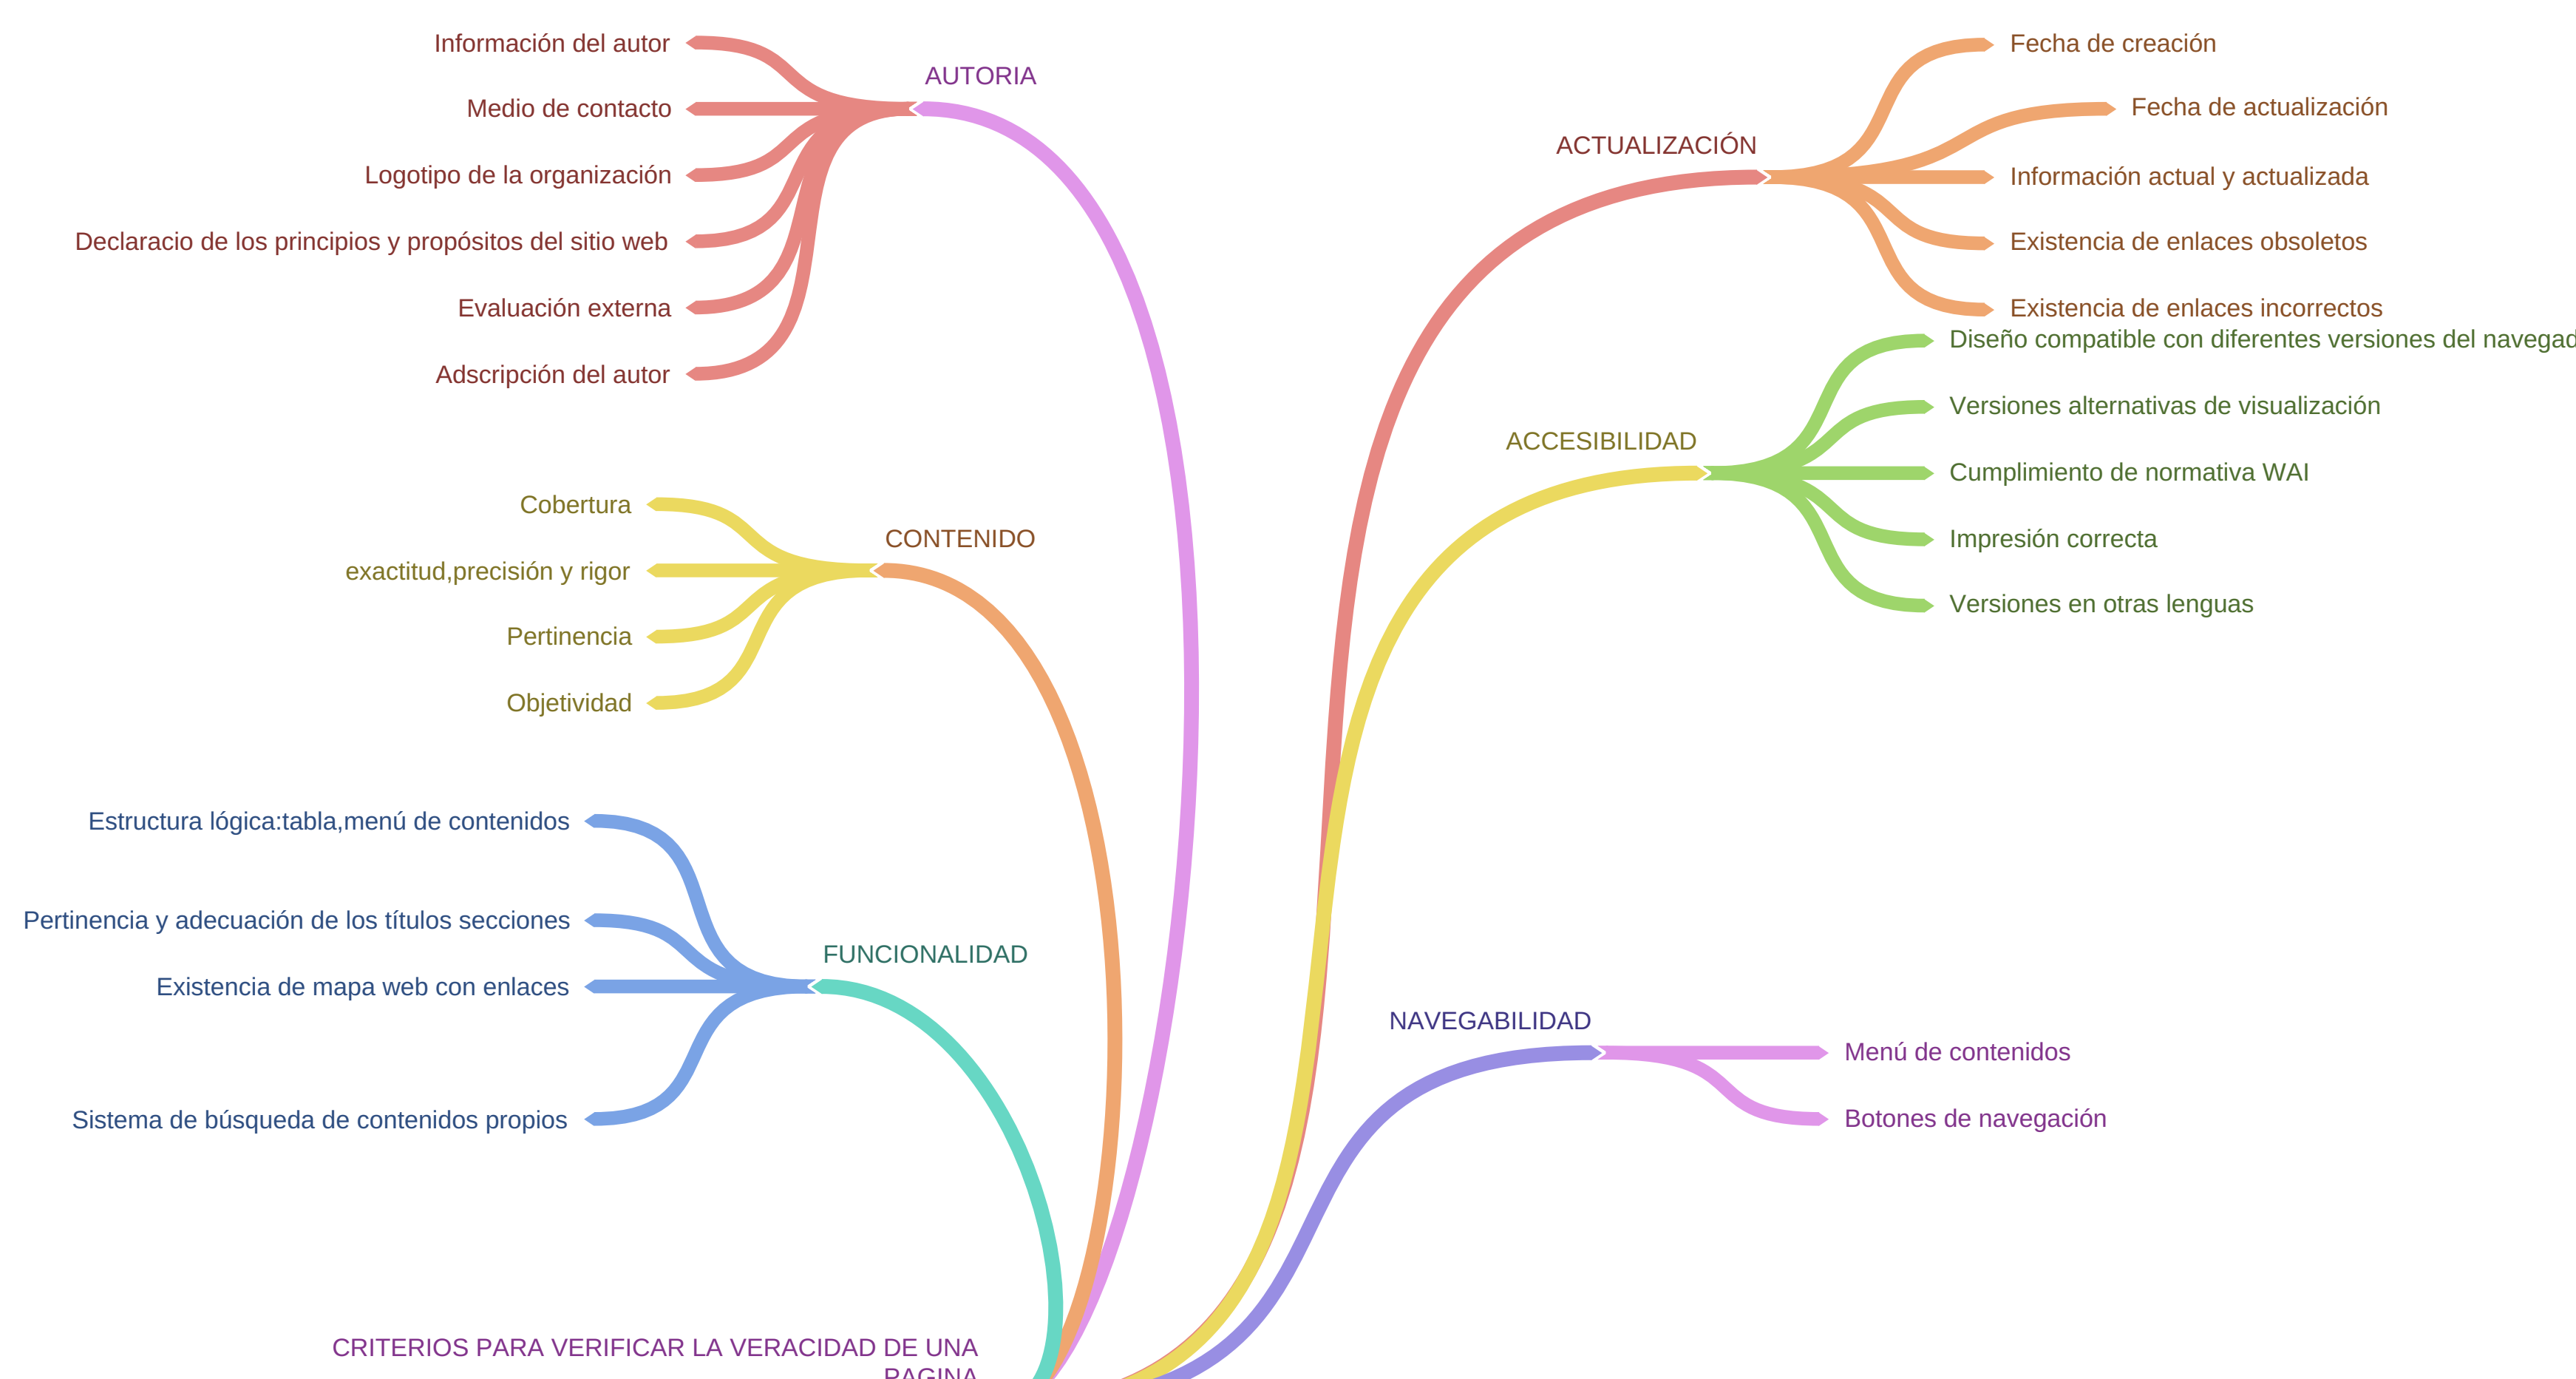 AUTORIA
Información del autor
Medio de contacto
Logotipo de la organización
Declaracio de los principios y propósitos del sitio web
Evaluación externa
Adscripción del autor
CONTENIDO
Cobertura
exactitud,precisión y rigor
Pertinencia
Objetividad
FUNCIONALIDAD
Estructura lógica:tabla,menú de contenidos
Pertinencia y adecuación de los títulos secciones
Existencia de mapa web con enlaces
Sistema de búsqueda de contenidos propios
CRITERIOS PARA VERIFICAR LA VERACIDAD DE UNA
PAGINA
ACTUALIZACIÓN
Fecha de creación
Fecha de actualización
Información actual y actualizada
Existencia de enlaces obsoletos
Existencia de enlaces incorrectos
ACCESIBILIDAD
Diseño compatible con diferentes versiones del navegad
Versiones alternativas de visualización
Cumplimiento de normativa WAI
Impresión correcta
Versiones en otras lenguas
NAVEGABILIDAD
Menú de contenidos
Botones de navegación